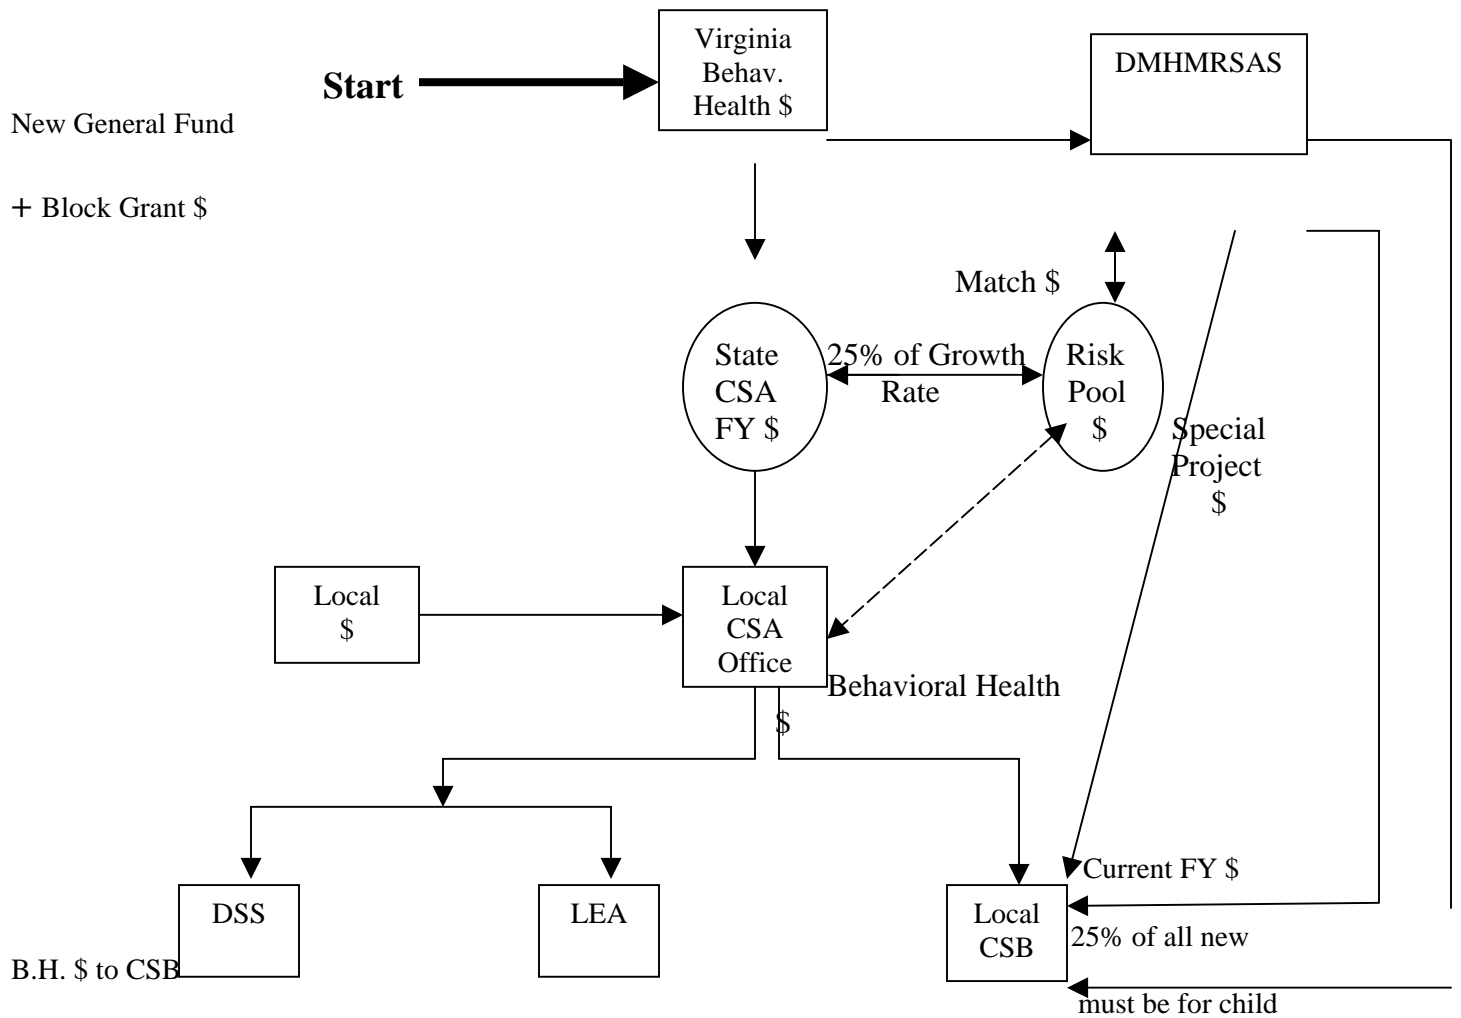 Virginia
Behav.
Health $
DMHMRSAS
Start
New General Fund
+ Block Grant $
Match $
State
CSA
FY $
25% of Growth
Rate
Risk
Pool
$
Special
Project
$
Local
$
Local
CSA
Office
Behavioral Health
$
Current FY $
DSS
LEA
Local
CSB
25% of all new
B.H. $ to CSB
must be for child